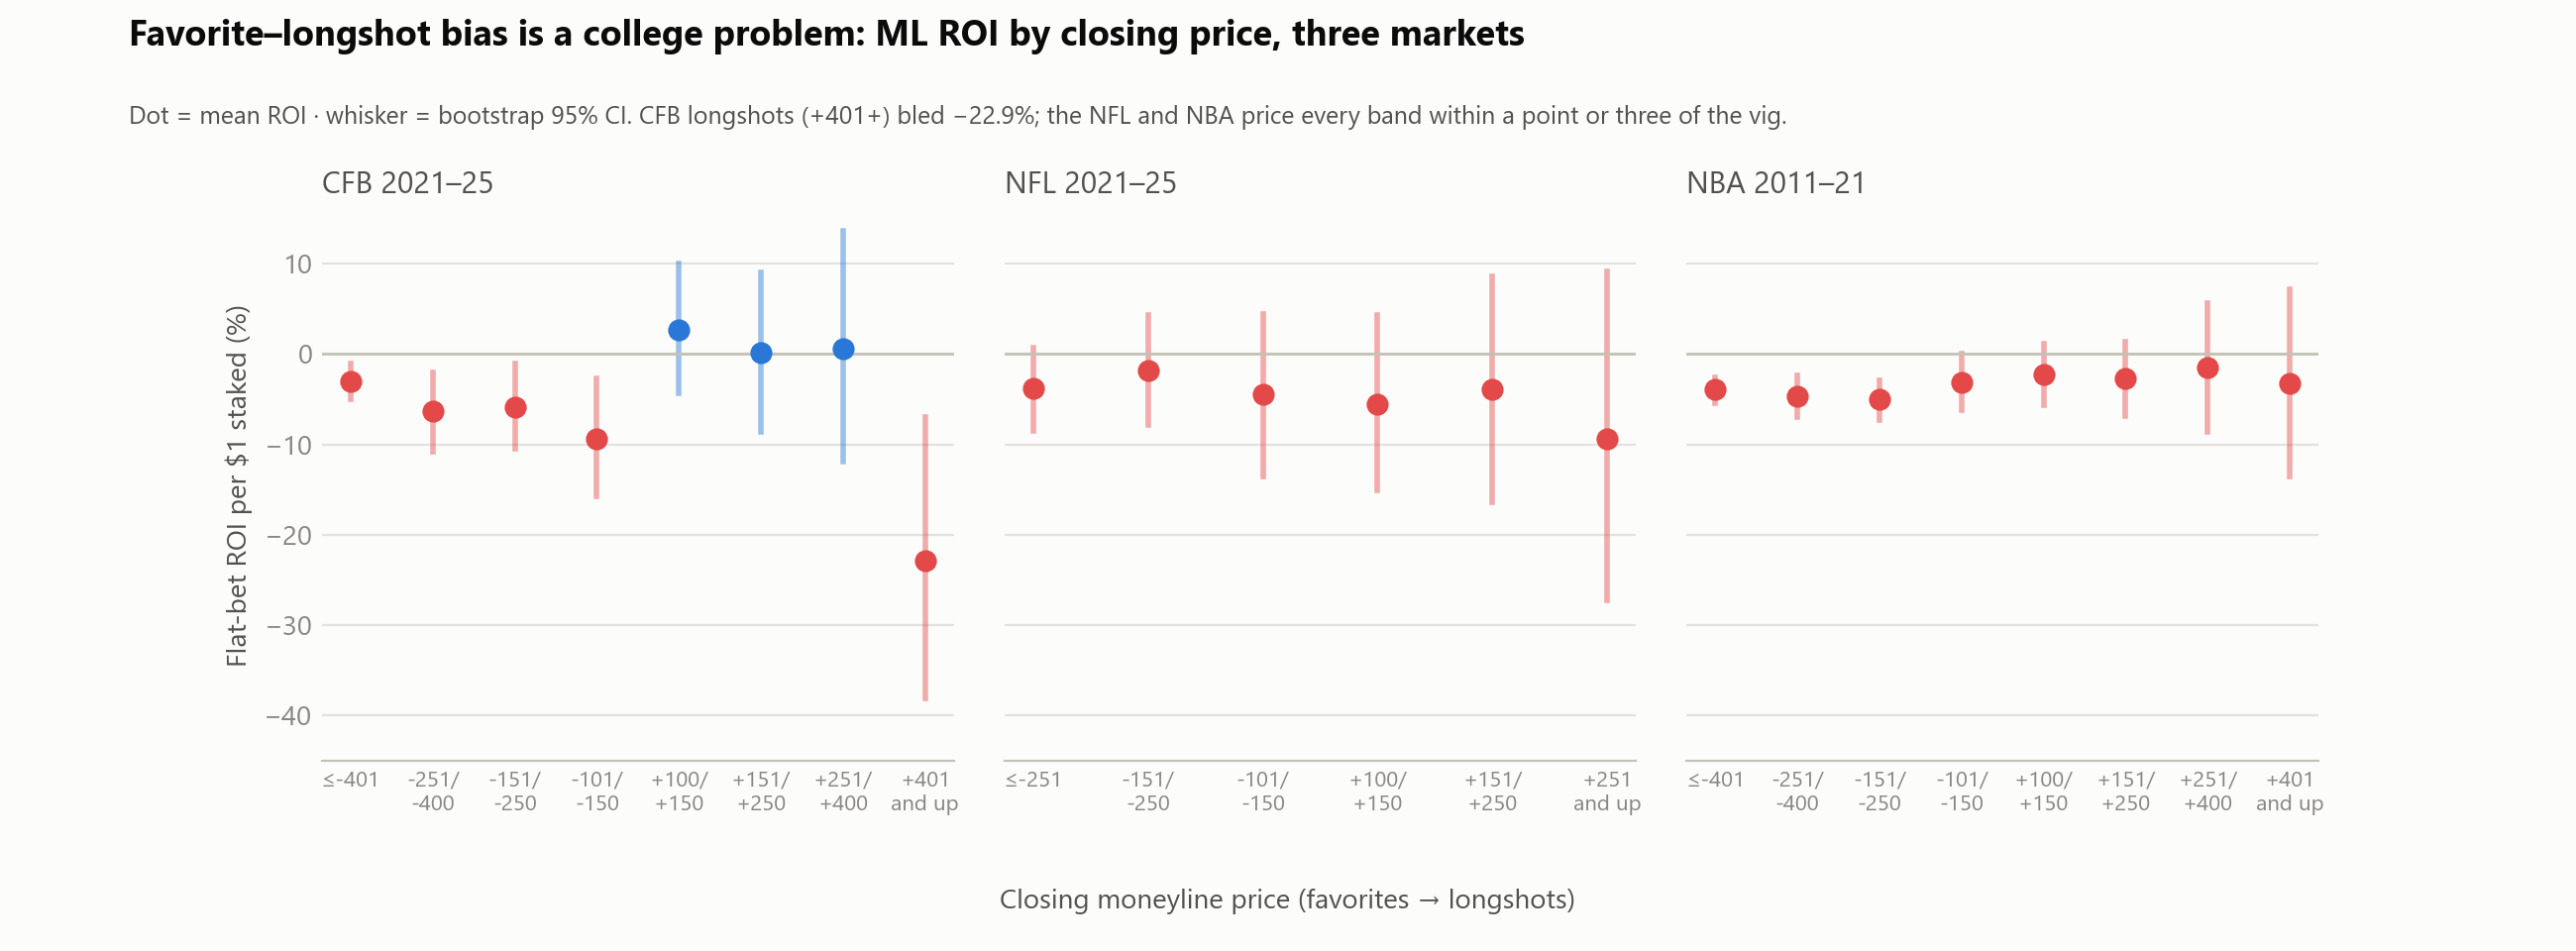 Favorite–longshot bias is a college problem: ML ROI by closing price, three markets
Dot = mean ROI · whisker = bootstrap 95% CI. CFB longshots (+401+) bled −22.9%; the NFL and NBA price every band within a point or three of the vig.
CFB 2021–25
NFL 2021–25
NBA 2011–21
Flat-bet ROI per $1 staked (%)
10
0
−10
−20
−30
−40
≤-401 -251/ -151/ -101/ +100/ +151/ +251/ +401
-400 -250 -150 +150 +250 +400 and up
≤-251 -151/ -101/ +100/ +151/ +251
-250 -150 +150 +250 and up
≤-401 -251/ -151/ -101/ +100/ +151/ +251/ +401
-400 -250 -150 +150 +250 +400 and up
Closing moneyline price (favorites → longshots)